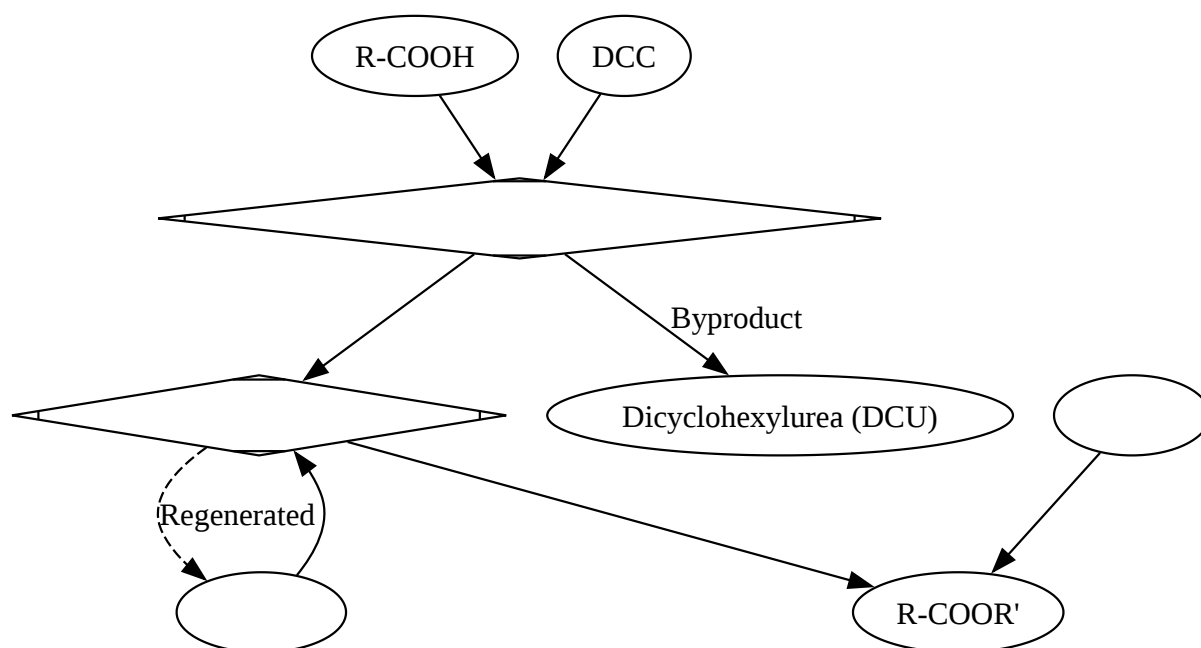 R-COOH
DCC
Byproduct
Dicyclohexylurea (DCU)
Regenerated
R-COOR'